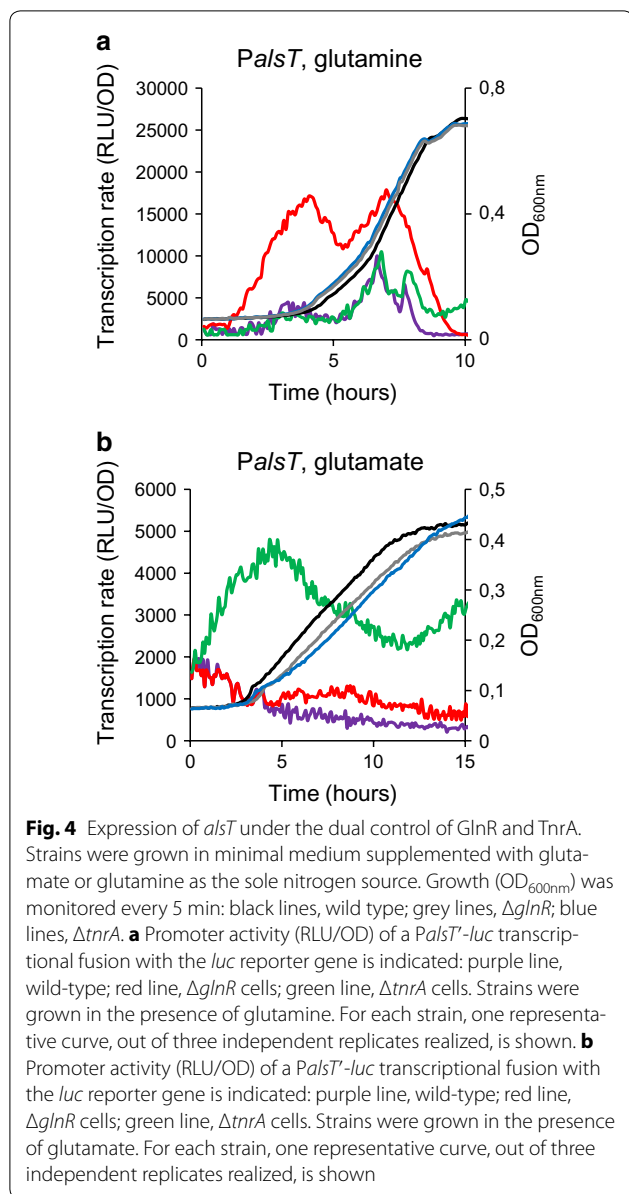 a
PalsT, glutamine
Transcription rate (RLU/OD)
30000
25000
20000
15000
10000
5000
0
0,8
0,4
0
OD600nm
0 5 10
Time (hours)
b
PalsT, glutamate
Transcription rate (RLU/OD)
6000
5000
4000
3000
2000
1000
0
0,5
0,4
0,3
0,2
0,1
0
OD600nm
0 5 10 15
Time (hours)
Fig. 4 Expression of alsT under the dual control of GlnR and TnrA.
Strains were grown in minimal medium supplemented with gluta-
mate or glutamine as the sole nitrogen source. Growth (OD600nm) was
monitored every 5 min: black lines, wild type; grey lines, ΔglnR; blue
lines, ΔtnrA. a Promoter activity (RLU/OD) of a PalsT′-luc transcrip-
tional fusion with the luc reporter gene is indicated: purple line,
wild-type; red line, ΔglnR cells; green line, ΔtnrA cells. Strains were
grown in the presence of glutamine. For each strain, one representa-
tive curve, out of three independent replicates realized, is shown. b
Promoter activity (RLU/OD) of a PalsT′-luc transcriptional fusion with
the luc reporter gene is indicated: purple line, wild-type; red line,
ΔglnR cells; green line, ΔtnrA cells. Strains were grown in the presence
of glutamate. For each strain, one representative curve, out of three
independent replicates realized, is shown